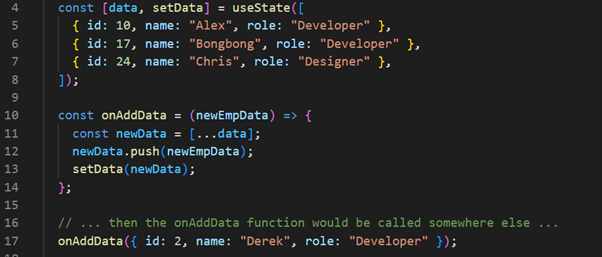 4 const [data, setData] = useState([
5 { id: 10, name: "Alex", role: "Developer" },
6 { id: 17, name: "Bongbong", role: "Developer" },
7 { id: 24, name: "Chris", role: "Designer" },
8 ]);
9
10 const onAddData = (newEmpData) => {
11 const newData = [...data];
12 newData.push(newEmpData);
13 setData(newData);
14 };
15
16 // ... then the onAddData function would be called somewhere else ...
17 onAddData({ id: 2, name: "Derek", role: "Developer" });